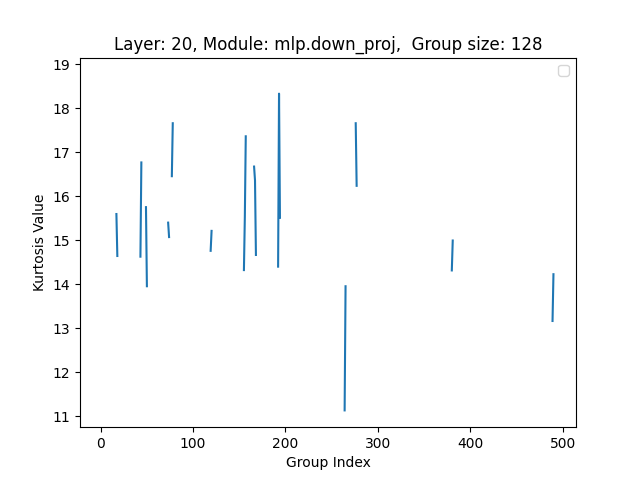 Layer: 20, Module: mlp.down_proj,  Group size: 128
19
18
17
16
15
14
13
12
11
Kurtosis Value
0 100 200 300 400 500
Group Index